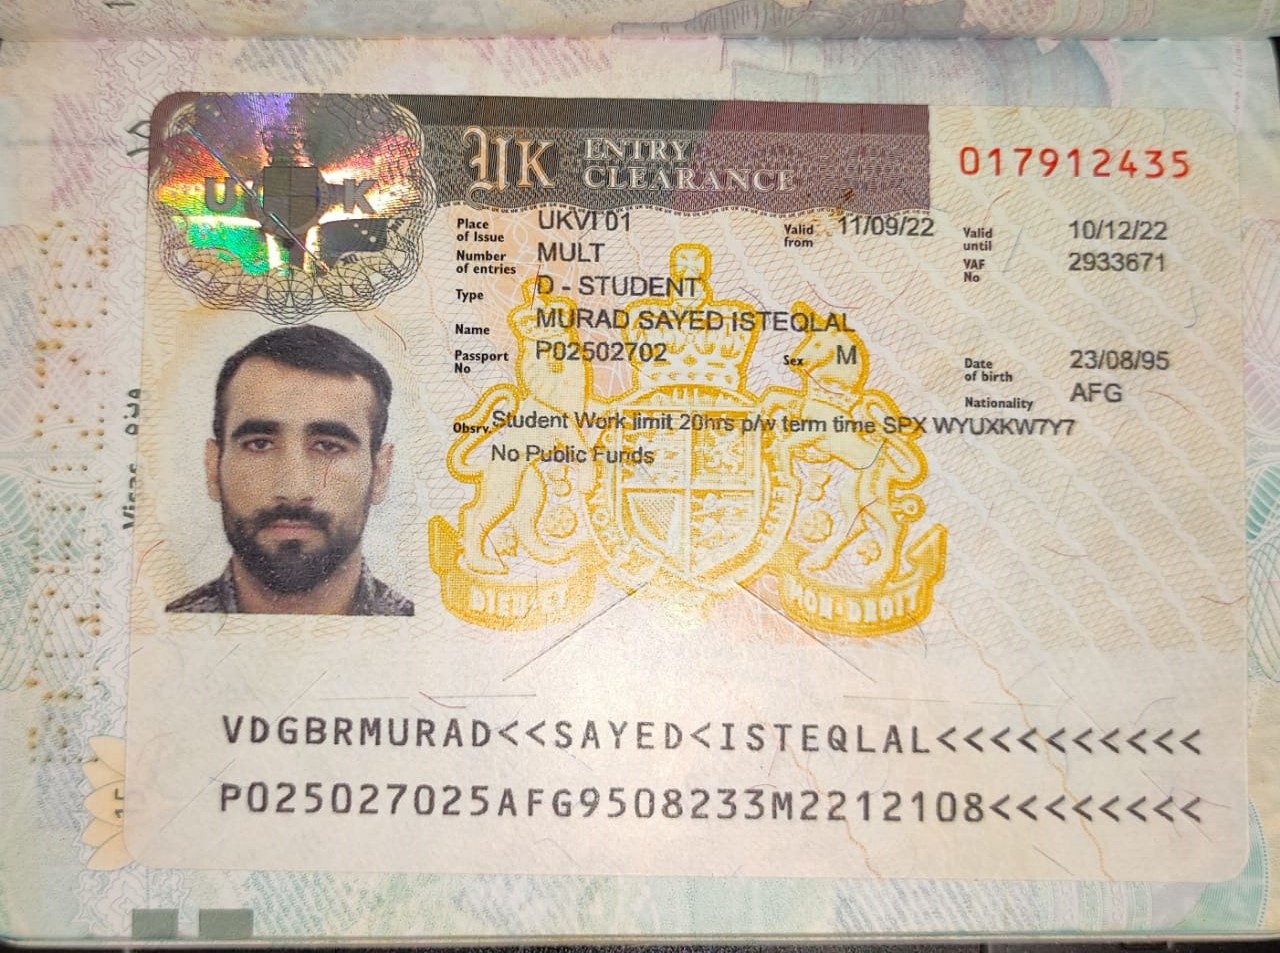 UK ENTRY CLEARANCE
017912435
U K
Place of Issue UKVI 01 Valid from 11/09/22 Valid until 10/12/22
Number of entries MULT VAF No 2933671
Type D - STUDENT
Name MURAD SAYED ISTEQLAL
Passport No P02502702 Sex M Date of birth 23/08/95
Nationality AFG
Obsrv. Student Work limit 20hrs p/w term time SPX WYUXKW7Y7
No Public Funds
DIEU ET MON DROIT
VDGBRMURAD<<SAYED<ISTEQLAL<<<<<<<<<<
P025027025AFG9508233M2212108<<<<<<<<
Visas
15